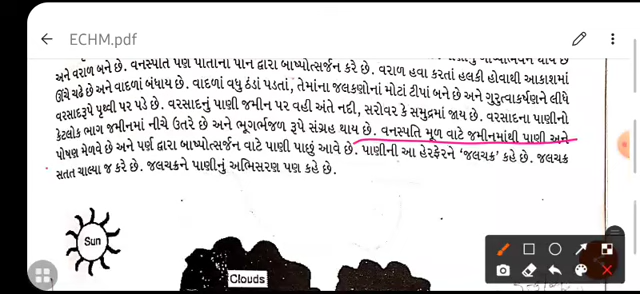 ECHM.pdf
અને વરાળ બને છે. વનસ્પતિ પણ પોતાના પાન દ્વારા બાષ્પોત્સર્જન કરે છે. વરાળ હવા કરતાં હલકી હોવાથી આકાશમાં
ઊંચે ચઢે છે અને વાદળાં બંધાય છે. વાદળાં વધુ ઠંડાં પડતાં, તેમાંના જલકણોનાં મોટાં ટીપાં બને છે અને ગુરુત્વાકર્ષણને લીધે
વરસાદરૂપે પૃથ્વી પર પડે છે. વરસાદનું પાણી જમીન પર વહી અંતે નદી, સરોવર કે સમુદ્રમાં જાય છે. વરસાદના પાણીનો
કેટલોક ભાગ જમીનમાં નીચે ઉતરે છે અને ભૂગર્ભજળ રૂપે સંગ્રહ થાય છે. વનસ્પતિ મૂળ વાટે જમીનમાંથી પાણી અને
પોષણ મેળવે છે અને પર્ણ દ્વારા બાષ્પોત્સર્જન વાટે પાણી પાછું આવે છે. પાણીની આ હેરફેરને ‘જલચક્ર’ કહે છે. જલચક્ર
સતત ચાલ્યા જ કરે છે. જલચક્રને પાણીનું અભિસરણ પણ કહે છે.
Sun
Clouds